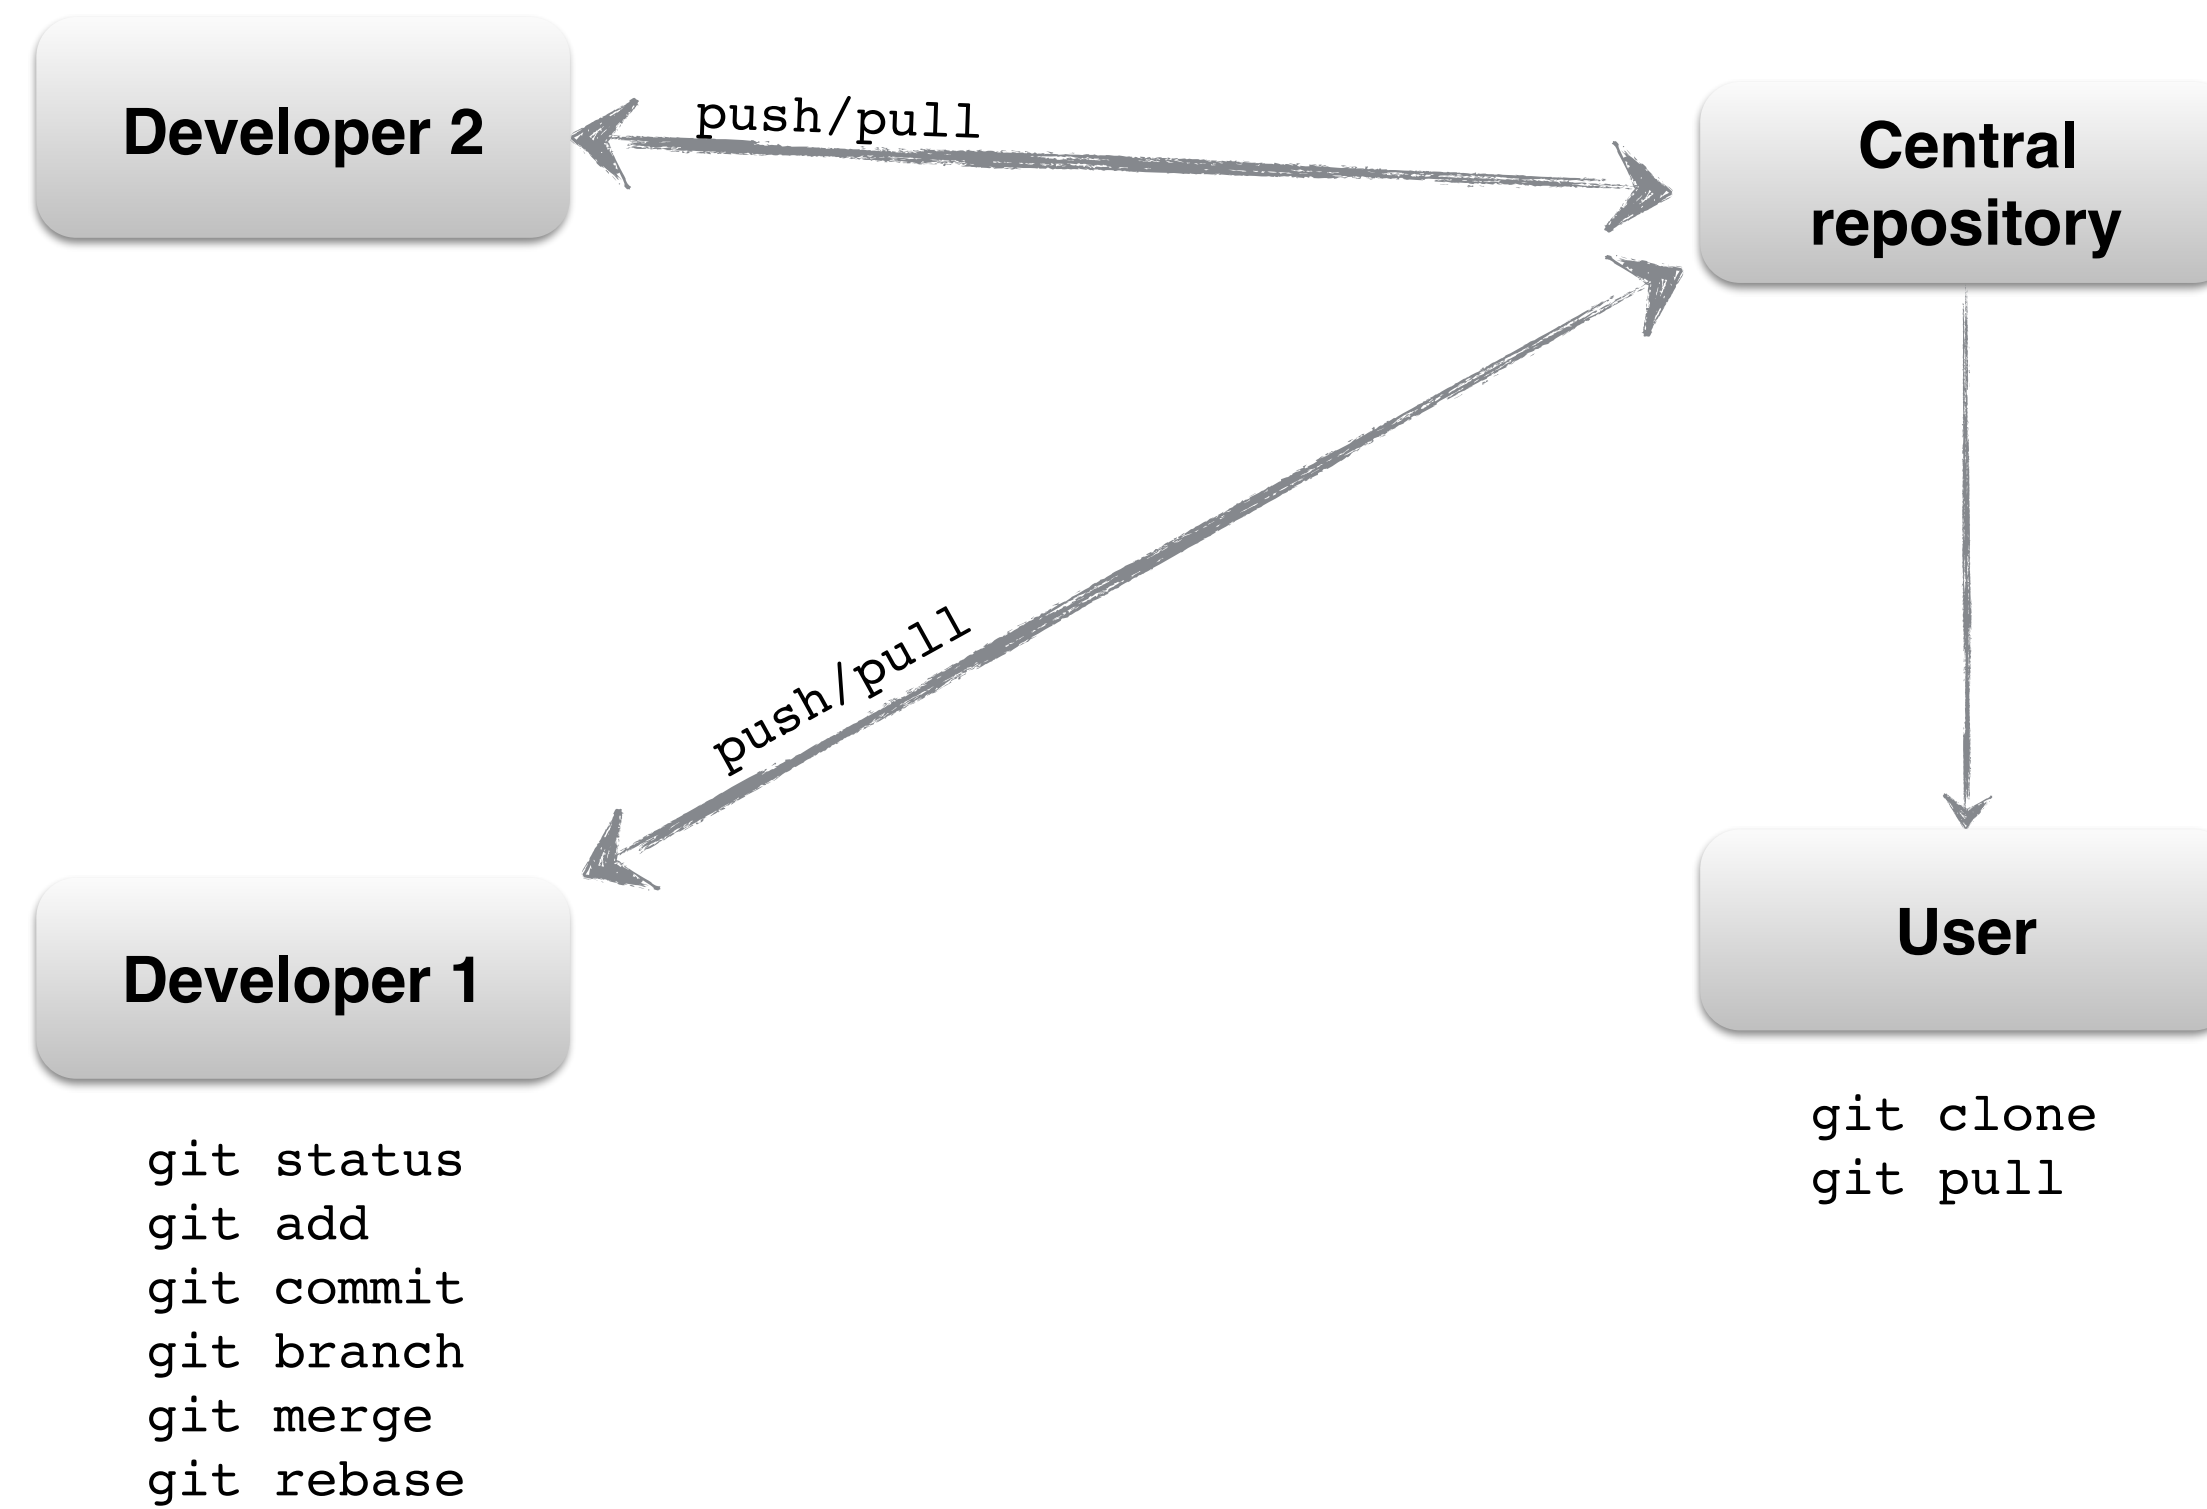 Developer 2
push/pull
Central
repository
push/pull
Developer 1
User
git status
git add
git commit
git branch
git merge
git rebase
git clone
git pull